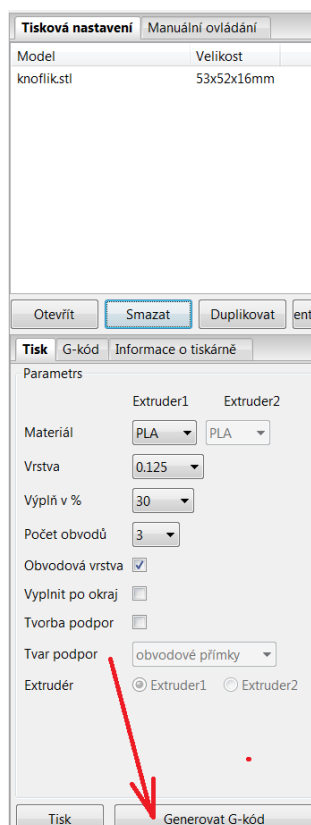 Tisková nastavení Manuální ovládání
Model Velikost
knoflik.stl 53x52x16mm
Otevřít Smazat Duplikovat ent
Tisk G-kód Informace o tiskárně
Parametrs
Extruder1 Extruder2
Materiál PLA PLA
Vrstva 0.125
Výplň v % 30
Počet obvodů 3
Obvodová vrstva
Vyplnit po okraj
Tvorba podpor
Tvar podpor obvodové přímky
Extrudér Extruder1 Extruder2
Tisk Generovat G-kód